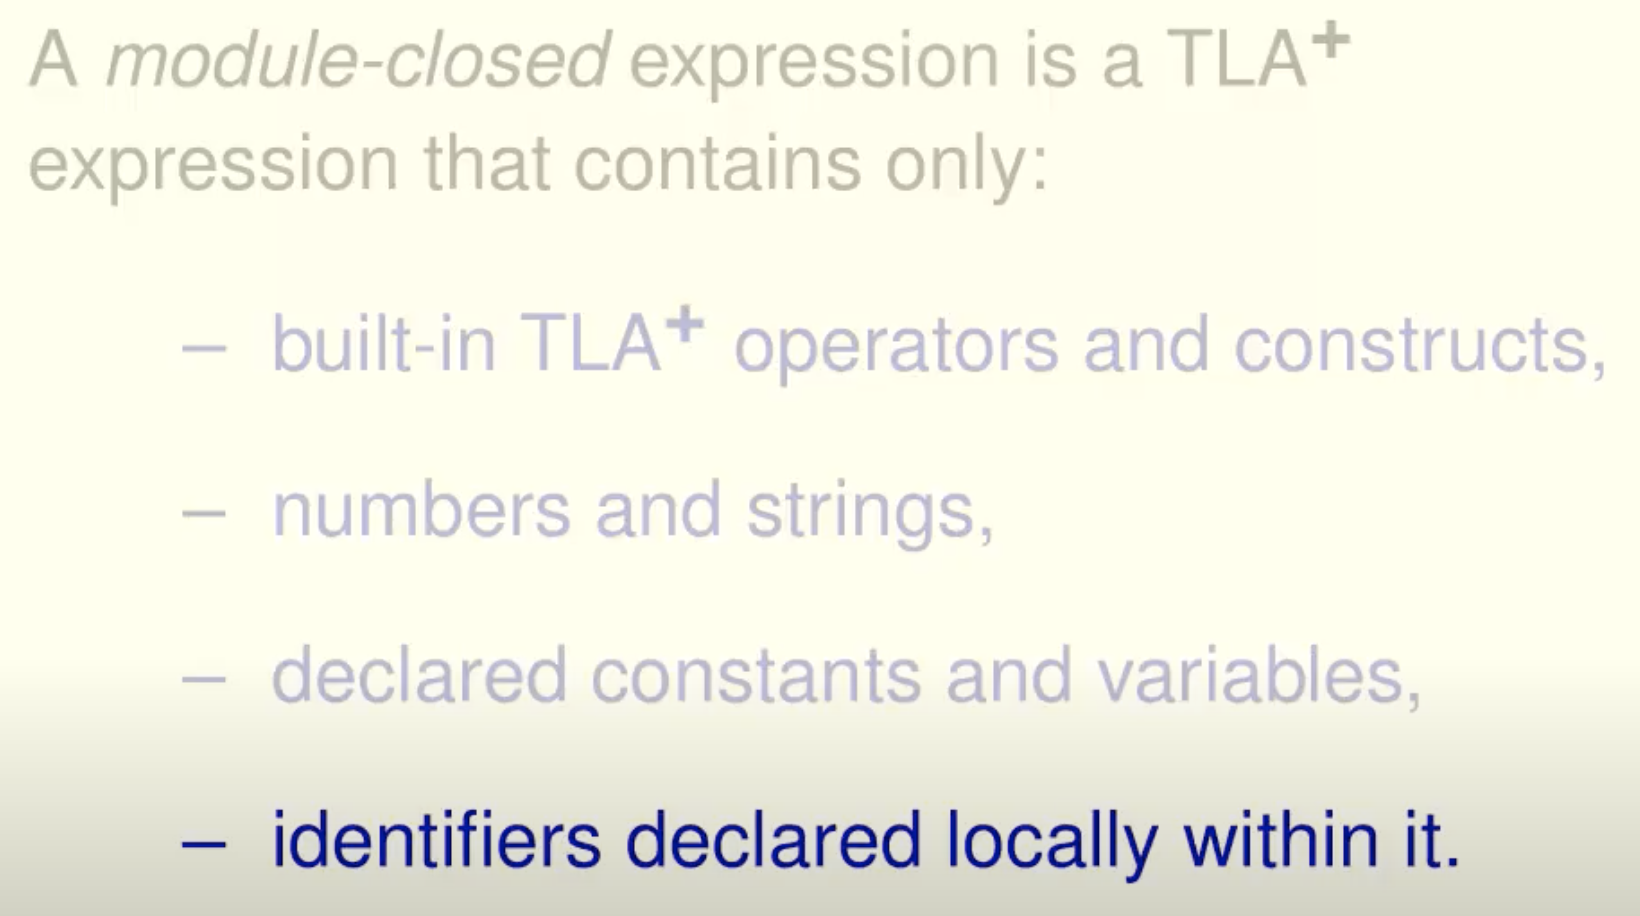 A module-closed expression is a TLA+
expression that contains only:
– built-in TLA+ operators and constructs,
– numbers and strings,
– declared constants and variables,
– identifiers declared locally within it.